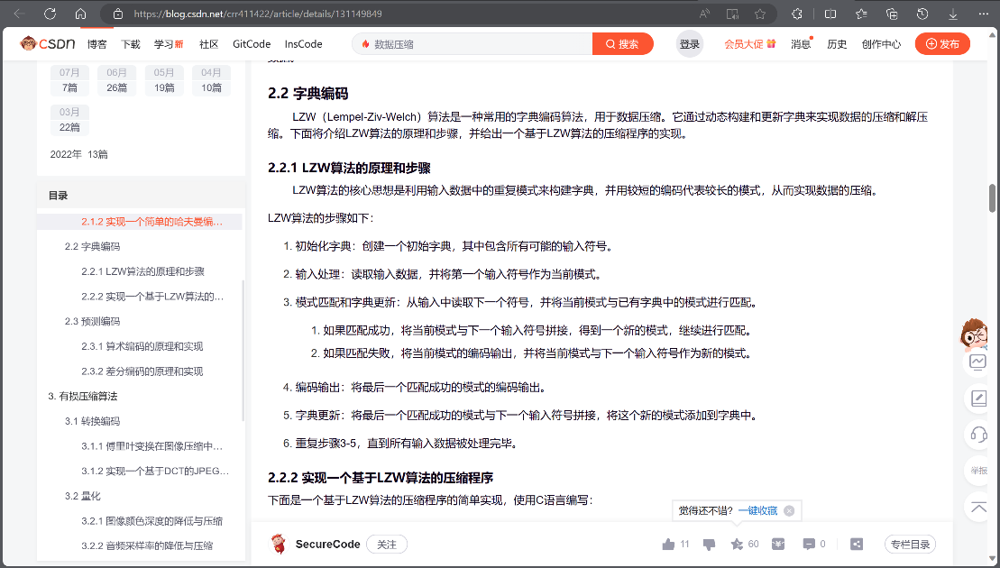 https://blog.csdn.net/crr411422/article/details/131149849
CSDN 博客 下载 学习新 社区 GitCode InsCode 数据压缩 搜索 登录 会员大促 消息 历史 创作中心 发布
07月 06月 05月 04月
7篇 26篇 19篇 10篇
03月
22篇
2022年 13篇
目录
2.1.2 实现一个简单的哈夫曼编...
2.2 字典编码
2.2.1 LZW算法的原理和步骤
2.2.2 实现一个基于LZW算法的...
2.3 预测编码
2.3.1 算术编码的原理和实现
2.3.2 差分编码的原理和实现
3. 有损压缩算法
3.1 转换编码
3.1.1 傅里叶变换在图像压缩中...
3.1.2 实现一个基于DCT的JPEG...
3.2 量化
3.2.1 图像颜色深度的降低与压缩
3.2.2 音频采样率的降低与压缩
2.2 字典编码
LZW（Lempel-Ziv-Welch）算法是一种常用的字典编码算法，用于数据压缩。它通过动态构建和更新字典来实现数据的压缩和解压
缩。下面将介绍LZW算法的原理和步骤，并给出一个基于LZW算法的压缩程序的实现。
2.2.1 LZW算法的原理和步骤
LZW算法的核心思想是利用输入数据中的重复模式来构建字典，并用较短的编码代表较长的模式，从而实现数据的压缩。
LZW算法的步骤如下：
1. 初始化字典：创建一个初始字典，其中包含所有可能的输入符号。
2. 输入处理：读取输入数据，并将第一个输入符号作为当前模式。
3. 模式匹配和字典更新：从输入中读取下一个符号，并将当前模式与已有字典中的模式进行匹配。
1. 如果匹配成功，将当前模式与下一个输入符号拼接，得到一个新的模式，继续进行匹配。
2. 如果匹配失败，将当前模式的编码输出，并将当前模式与下一个输入符号作为新的模式。
4. 编码输出：将最后一个匹配成功的模式的编码输出。
5. 字典更新：将最后一个匹配成功的模式与下一个输入符号拼接，将这个新的模式添加到字典中。
6. 重复步骤3-5，直到所有输入数据被处理完毕。
2.2.2 实现一个基于LZW算法的压缩程序
下面是一个基于LZW算法的压缩程序的简单实现，使用C语言编写：
觉得还不错？ 一键收藏
SecureCode 关注 11 60 0 专栏目录
举报